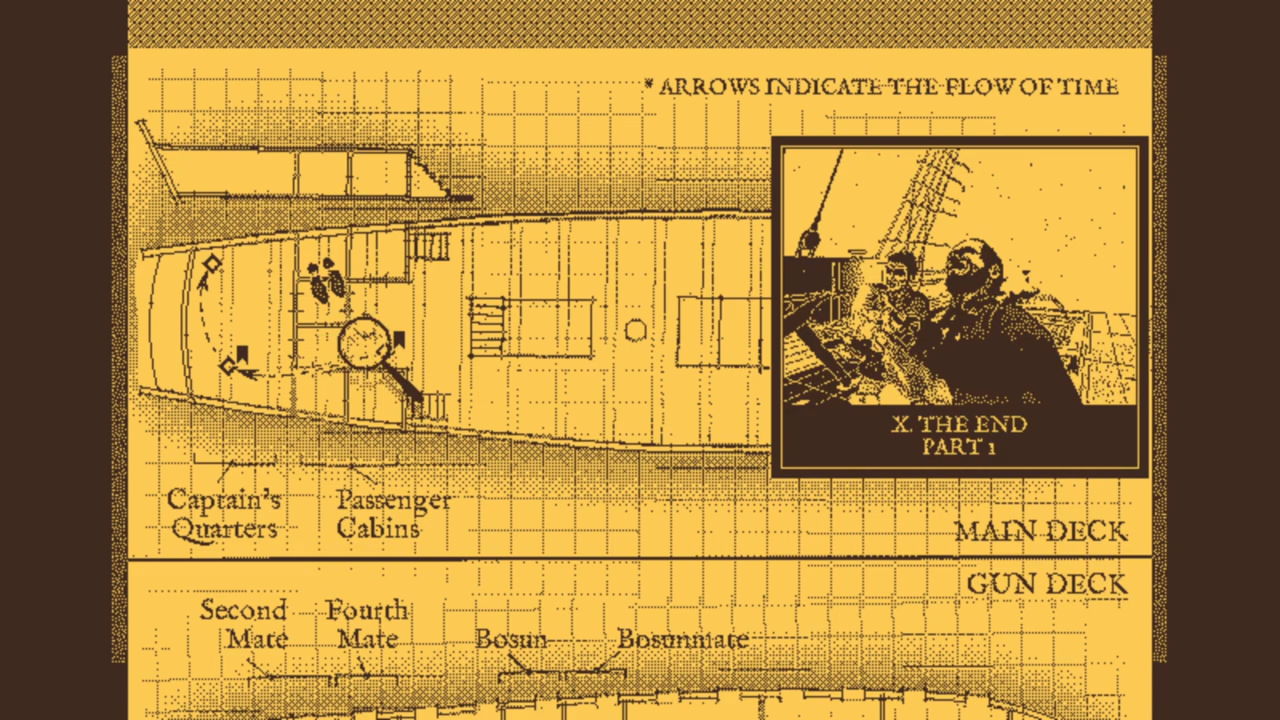 * ARROWS INDICATE THE FLOW OF TIME
X. THE END
PART 1
Captain's
Quarters
Passenger
Cabins
MAIN DECK
GUN DECK
Second
Mate
Fourth
Mate
Bosun
Bosunmate